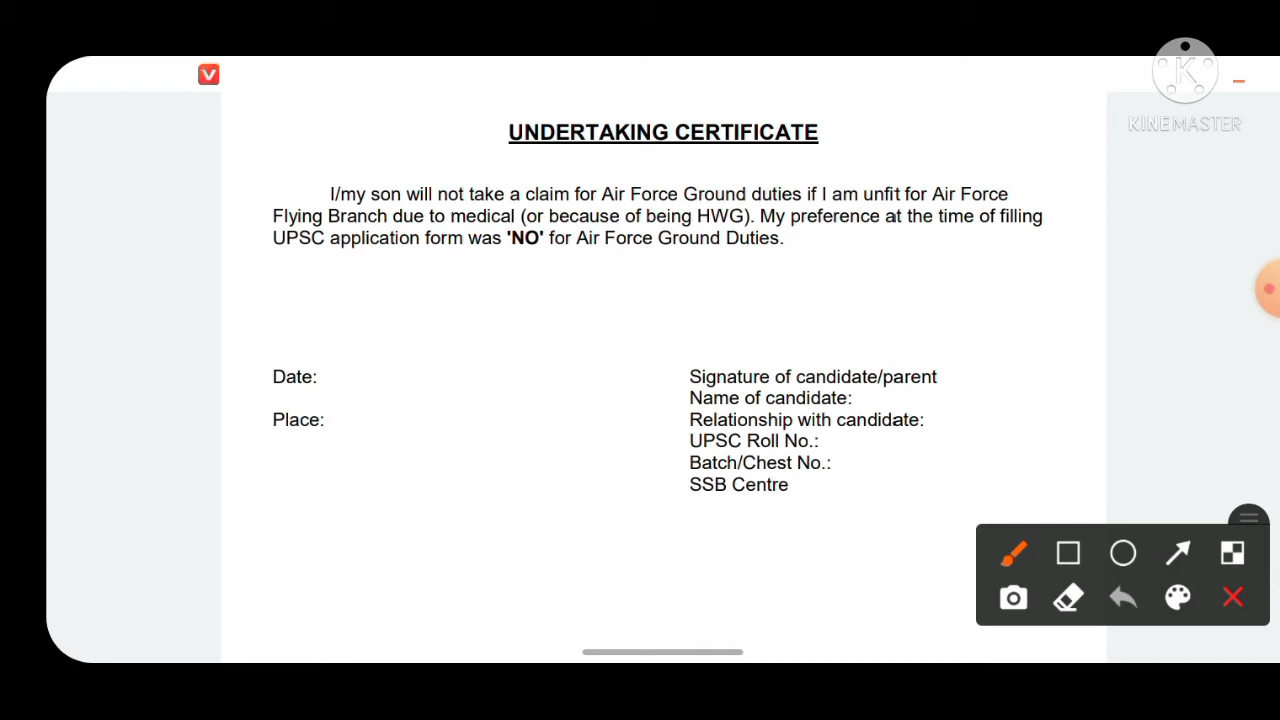 KINEMASTER
UNDERTAKING CERTIFICATE
I/my son will not take a claim for Air Force Ground duties if I am unfit for Air Force
Flying Branch due to medical (or because of being HWG). My preference at the time of filling
UPSC application form was 'NO' for Air Force Ground Duties.
Date:
Place:
Signature of candidate/parent
Name of candidate:
Relationship with candidate:
UPSC Roll No.:
Batch/Chest No.:
SSB Centre